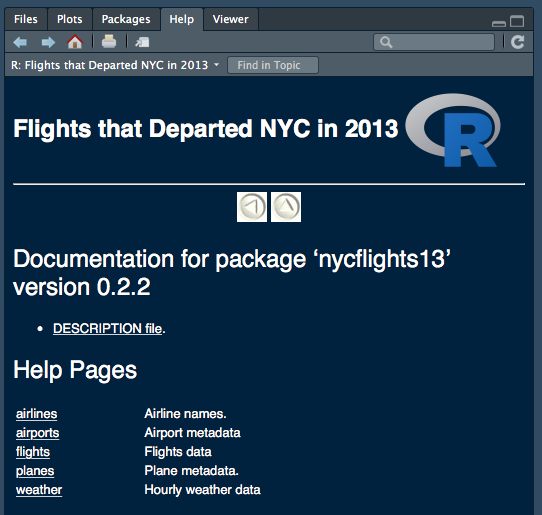 Files Plots Packages Help Viewer
R: Flights that Departed NYC in 2013 Find in Topic
Flights that Departed NYC in 2013 R
Documentation for package ‘nycflights13’
version 0.2.2
• DESCRIPTION file.
Help Pages
airlines Airline names.
airports Airport metadata
flights Flights data
planes Plane metadata.
weather Hourly weather data